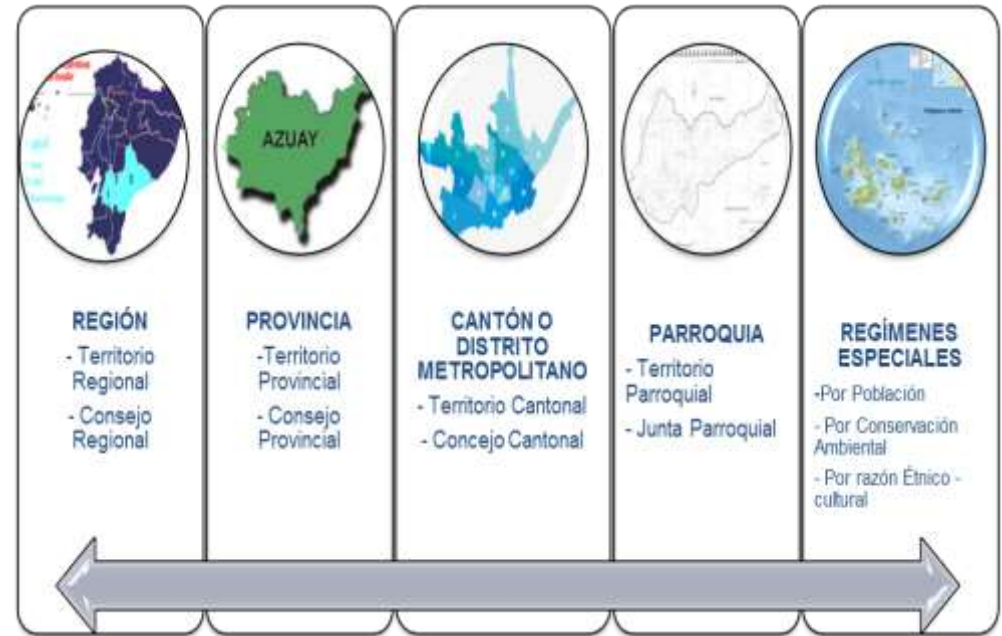 AZUAY
REGIÓN
- Territorio
Regional
- Consejo
Regional
PROVINCIA
-Territorio
Provincial
- Consejo
Provincial
CANTÓN O
DISTRITO
METROPOLITANO
- Territorio Cantonal
- Concejo Cantonal
PARROQUIA
- Territorio
Parroquial
- Junta Parroquial
REGÍMENES
ESPECIALES
-Por Población
- Por Conservación
Ambiental
- Por razón Étnico -
cultural